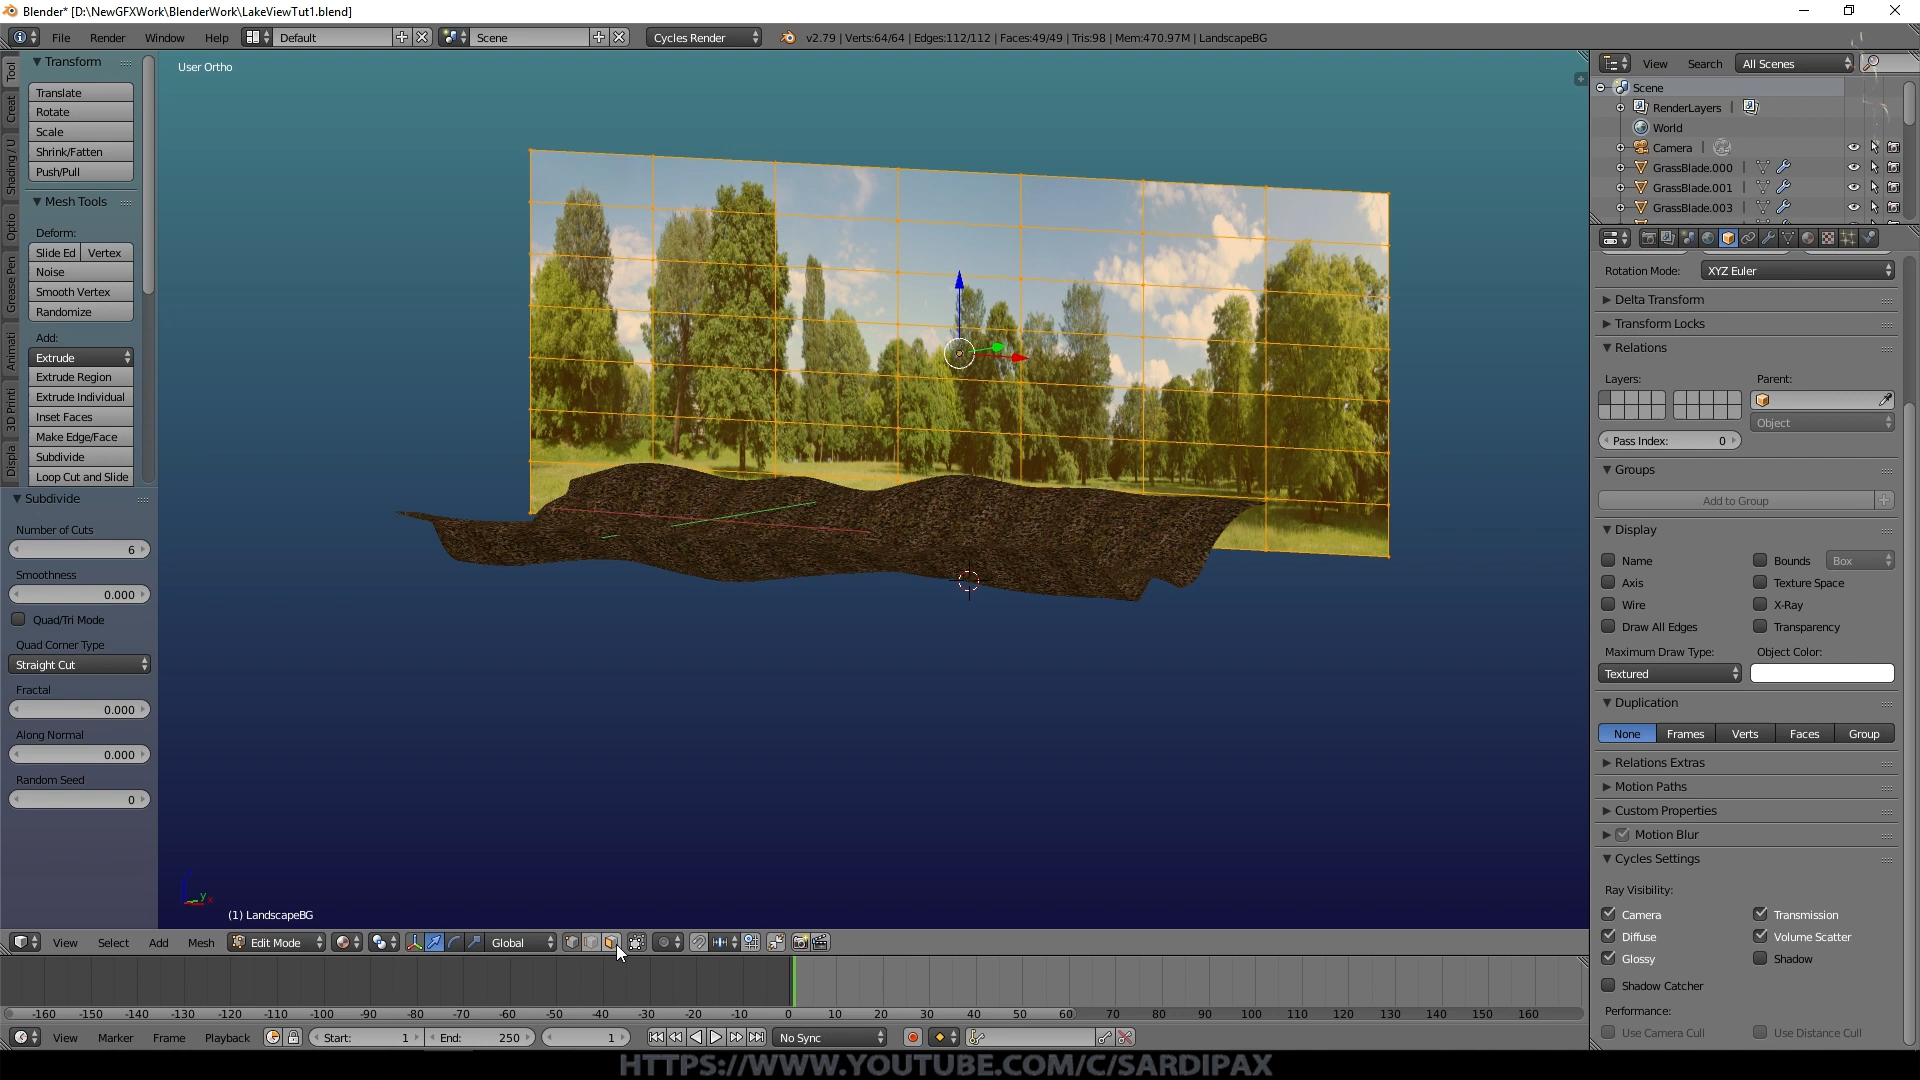 Blender* [D:\NewGFXWork\BlenderWork\LakeViewTut1.blend]
File Render Window Help Default Scene Cycles Render v2.79 | Verts:64/64 | Edges:112/112 | Faces:49/49 | Tris:98 | Mem:470.97M | LandscapeBG
Tool
Creat
Shading / U
Optio
Grease Pen
Animati
3D Printi
Displa
Transform
Translate
Rotate
Scale
Shrink/Fatten
Push/Pull
Mesh Tools
Deform:
Slide Ed Vertex
Noise
Smooth Vertex
Randomize
Add:
Extrude
Extrude Region
Extrude Individual
Inset Faces
Make Edge/Face
Subdivide
Loop Cut and Slide
Subdivide
Number of Cuts
6
Smoothness
0.000
Quad/Tri Mode
Quad Corner Type
Straight Cut
Fractal
0.000
Along Normal
0.000
Random Seed
0
User Ortho
(1) LandscapeBG
View Search All Scenes
Scene
RenderLayers |
World
Camera |
GrassBlade.000
GrassBlade.001
GrassBlade.003
Rotation Mode: XYZ Euler
Delta Transform
Transform Locks
Relations
Layers: Parent:
Object
Pass Index: 0
Groups
Add to Group
Display
Name Bounds Box
Axis Texture Space
Wire X-Ray
Draw All Edges Transparency
Maximum Draw Type: Object Color:
Textured
Duplication
None Frames Verts Faces Group
Relations Extras
Motion Paths
Custom Properties
Motion Blur
Cycles Settings
Ray Visibility:
Camera Transmission
Diffuse Volume Scatter
Glossy Shadow
Shadow Catcher
Performance:
Use Camera Cull Use Distance Cull
View Select Add Mesh Edit Mode Global
-160 -150 -140 -130 -120 -110 -100 -90 -80 -70 -60 -50 -40 -30 -20 -10 0 10 20 30 40 50 60 70 80 90 100 110 120 130 140 150 160
View Marker Frame Playback Start: 1 End: 250 1 No Sync
HTTPS://WWW.YOUTUBE.COM/C/SARDIPAX